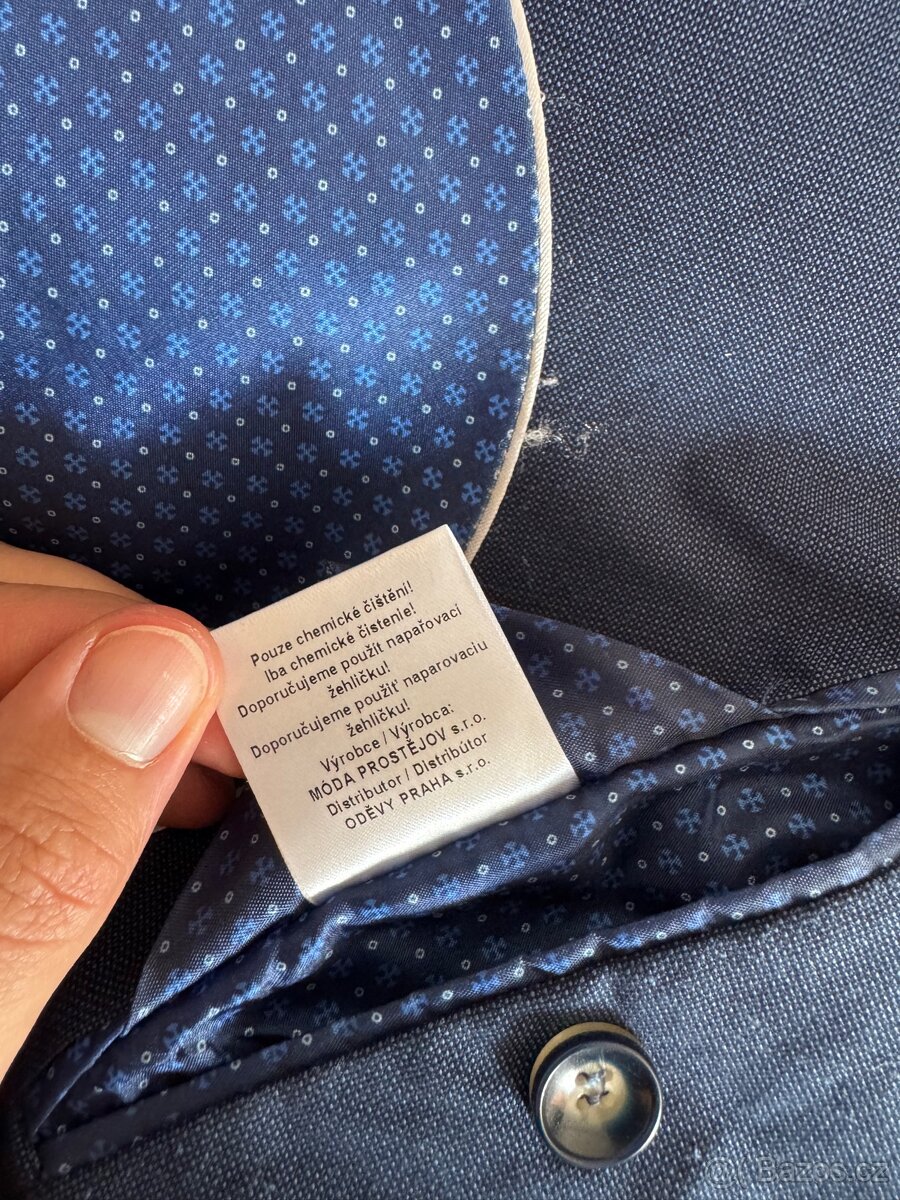 Pouze chemické čištění!
Iba chemické čistenie!
Doporučujeme použít napařovací
žehličku!
Doporučujeme použiť naparovaciu
žehličku!
Výrobce / Výrobca:
MÓDA PROSTĚJOV s.r.o.
Distributor / Distribútor
ODĚVY PRAHA s.r.o.
Bazos.cz